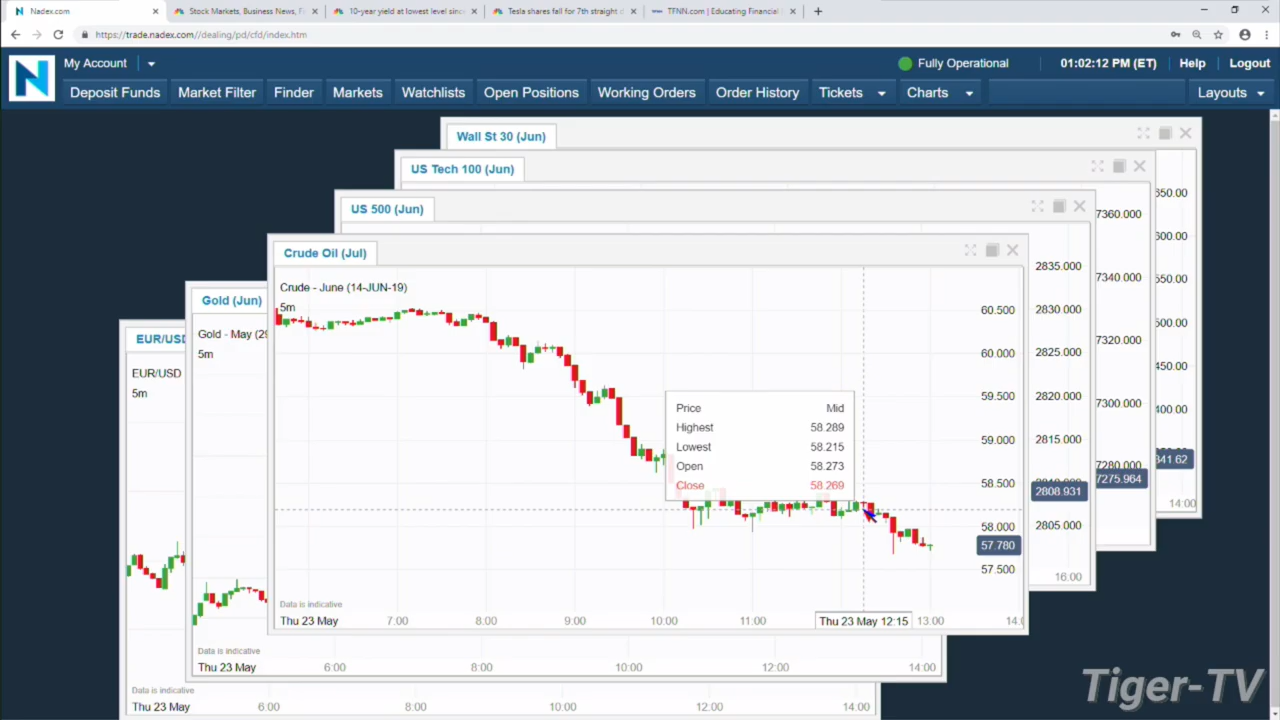 Nadex.com
Stock Markets, Business News, Fi
10-year yield at lowest level since
Tesla shares fall for 7th straight d
TFNN.com | Educating Financial
https://trade.nadex.com//dealing/pd/cfd/index.htm
N
My Account
Fully Operational
01:02:12 PM (ET)
Help
Logout
Deposit Funds
Market Filter
Finder
Markets
Watchlists
Open Positions
Working Orders
Order History
Tickets
Charts
Layouts
Wall St 30 (Jun)
US Tech 100 (Jun)
US 500 (Jun)
Crude Oil (Jul)
Gold (Jun)
EUR/USD
Crude - June (14-JUN-19)
5m
Gold - May (29
5m
EUR/USD
5m
Price Mid
Highest 58.289
Lowest 58.215
Open 58.273
Close 58.269
60.500
60.000
59.500
59.000
58.500
58.000
57.780
57.500
2835.000
2830.000
2825.000
2820.000
2815.000
2808.931
2805.000
7360.000
7340.000
7320.000
7300.000
7280.000
7275.964
350.00
500.00
450.00
400.00
341.62
14:00
16:00
Data is indicative
Thu 23 May 7:00 8:00 9:00 10:00 11:00 Thu 23 May 12:15 13:00 14:0
Data is indicative
Thu 23 May 6:00 8:00 10:00 12:00 14:00
Data is indicative
Thu 23 May 6:00 8:00 10:00 12:00 14:00
Tiger-TV